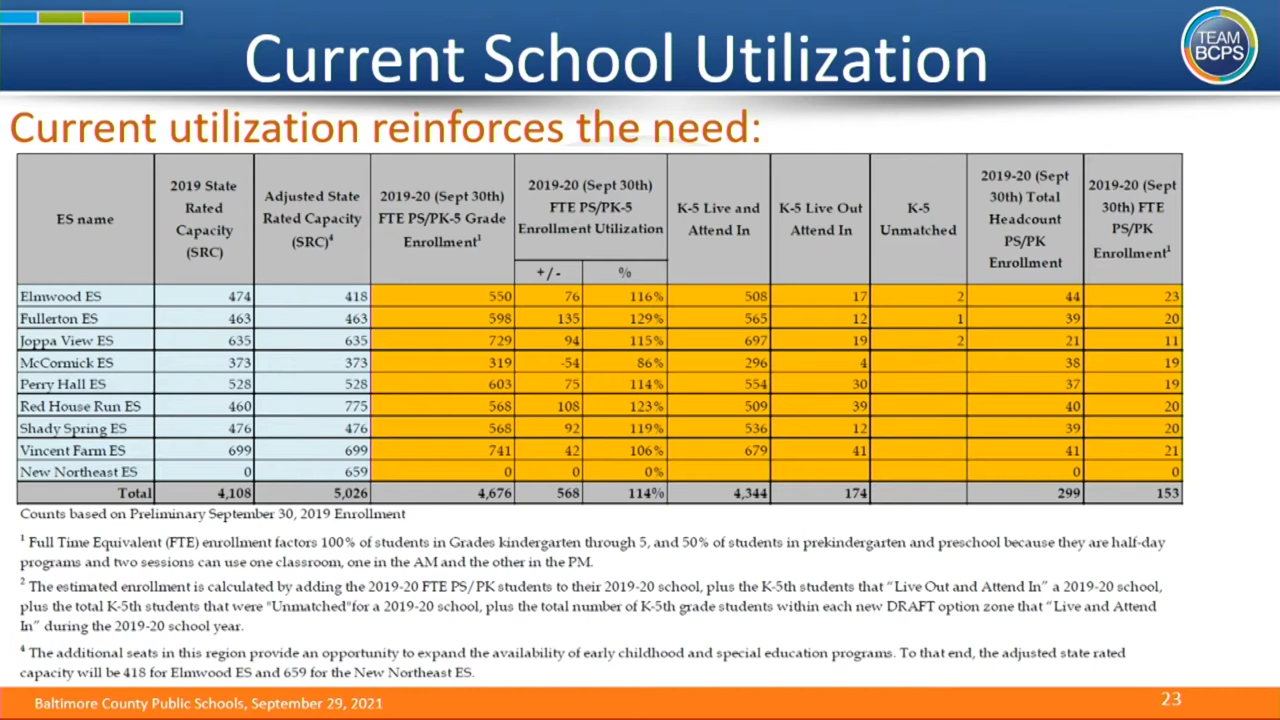 Current School Utilization
TEAM
BCPS
Current utilization reinforces the need:
ES name | 2019 State Rated Capacity (SRC) | Adjusted State Rated Capacity (SRC)⁴ | 2019-20 (Sept 30th) FTE PS/PK-5 Grade Enrollment¹ | 2019-20 (Sept 30th) FTE PS/PK-5 Enrollment Utilization | K-5 Live and Attend In | K-5 Live Out Attend In | K-5 Unmatched | 2019-20 (Sept 30th) Total Headcount PS/PK Enrollment | 2019-20 (Sept 30th) FTE PS/PK Enrollment¹
+/- | %
Elmwood ES | 474 | 418 | 550 | 76 | 116% | 508 | 17 | 2 | 44 | 23
Fullerton ES | 463 | 463 | 598 | 135 | 129% | 565 | 12 | 1 | 39 | 20
Joppa View ES | 635 | 635 | 729 | 94 | 115% | 697 | 19 | 2 | 21 | 11
McCormick ES | 373 | 373 | 319 | -54 | 86% | 296 | 4 | | 38 | 19
Perry Hall ES | 528 | 528 | 603 | 75 | 114% | 554 | 30 | | 37 | 19
Red House Run ES | 460 | 775 | 568 | 108 | 123% | 509 | 39 | | 40 | 20
Shady Spring ES | 476 | 476 | 568 | 92 | 119% | 536 | 12 | | 39 | 20
Vincent Farm ES | 699 | 699 | 741 | 42 | 106% | 679 | 41 | | 41 | 21
New Northeast ES | 0 | 659 | 0 | 0 | 0% | | | | 0 | 0
Total | 4,108 | 5,026 | 4,676 | 568 | 114% | 4,344 | 174 | | 299 | 153
Counts based on Preliminary September 30, 2019 Enrollment
¹ Full Time Equivalent (FTE) enrollment factors 100% of students in Grades kindergarten through 5, and 50% of students in prekindergarten and preschool because they are half-day
programs and two sessions can use one classroom, one in the AM and the other in the PM.
² The estimated enrollment is calculated by adding the 2019-20 FTE PS/PK students to their 2019-20 school, plus the K-5th students that “Live Out and Attend In” a 2019-20 school,
plus the total K-5th students that were "Unmatched"for a 2019-20 school, plus the total number of K-5th grade students within each new DRAFT option zone that “Live and Attend
In” during the 2019-20 school year.
⁴ The additional seats in this region provide an opportunity to expand the availability of early childhood and special education programs. To that end, the adjusted state rated
capacity will be 418 for Elmwood ES and 659 for the New Northeast ES.
Baltimore County Public Schools, September 29, 2021
23